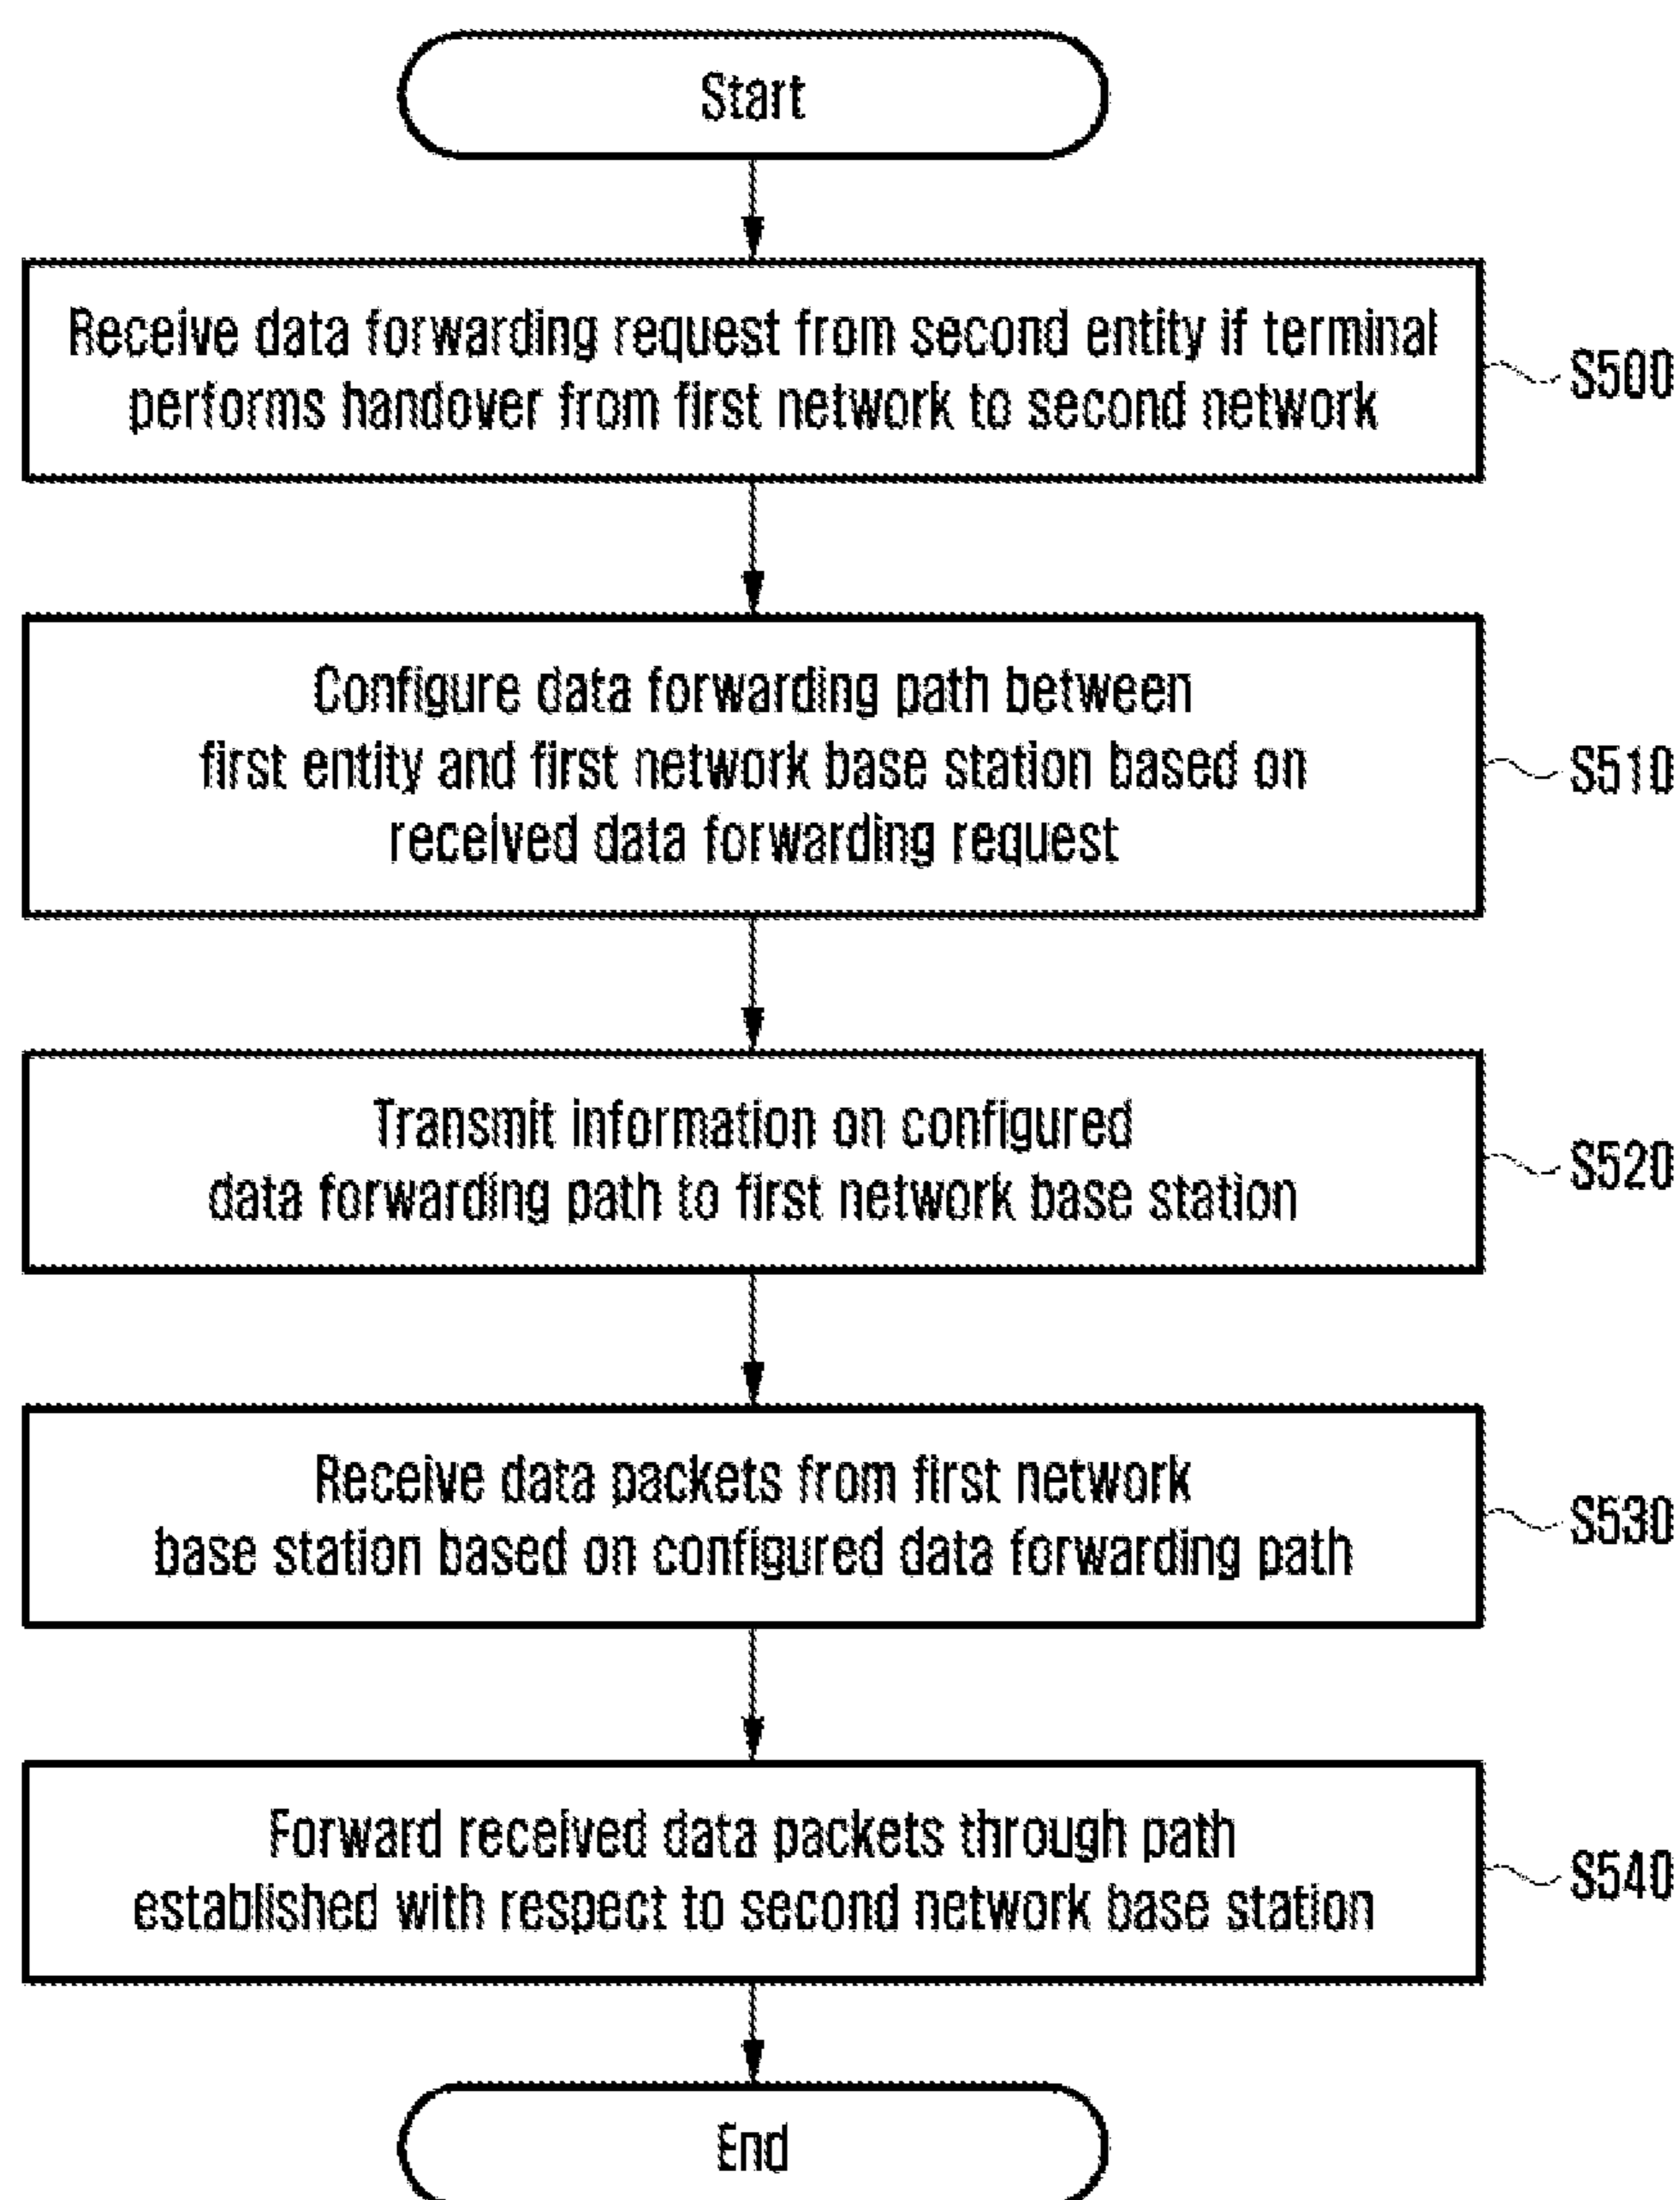 Start
Receive data forwarding request from second entity if terminal
performs handover from first network to second network
S500
Configure data forwarding path between
first entity and first network base station based on
received data forwarding request
S510
Transmit information on configured
data forwarding path to first network base station
S520
Receive data packets from first network
base station based on configured data forwarding path
S530
Forward received data packets through path
established with respect to second network base station
S540
End